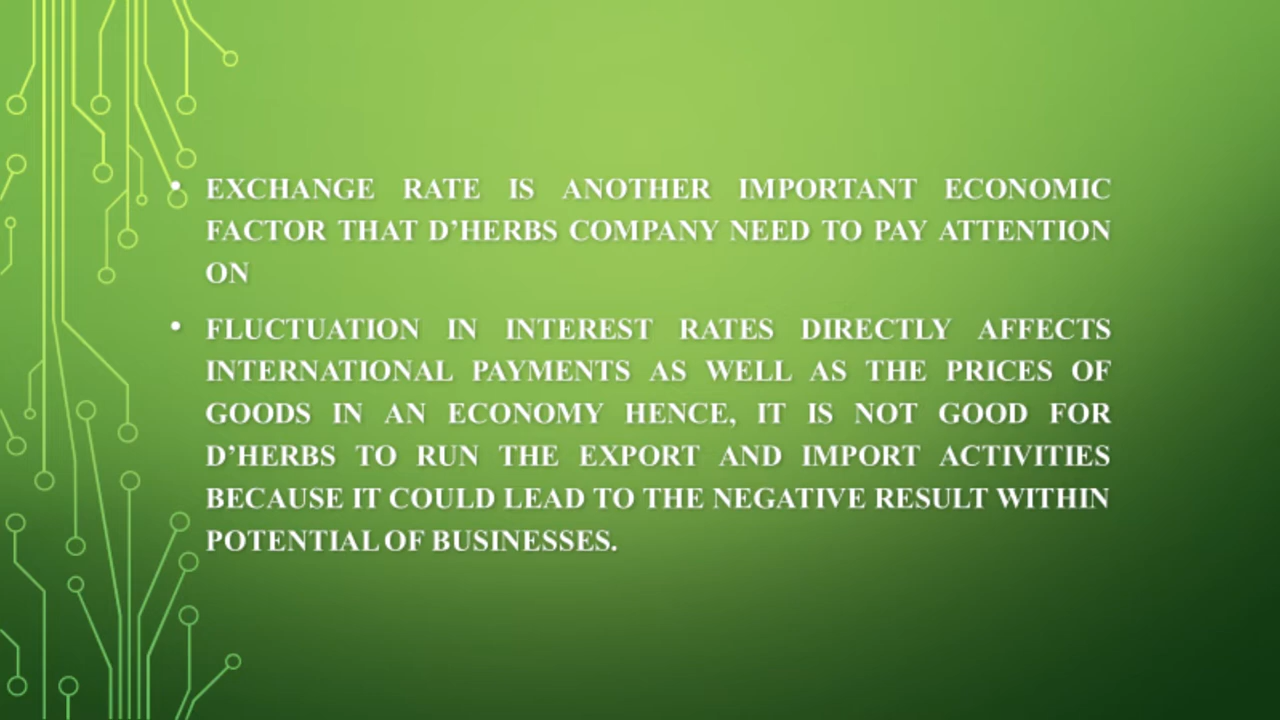 • EXCHANGE RATE IS ANOTHER IMPORTANT ECONOMIC
FACTOR THAT D’HERBS COMPANY NEED TO PAY ATTENTION
ON
• FLUCTUATION IN INTEREST RATES DIRECTLY AFFECTS
INTERNATIONAL PAYMENTS AS WELL AS THE PRICES OF
GOODS IN AN ECONOMY HENCE, IT IS NOT GOOD FOR
D’HERBS TO RUN THE EXPORT AND IMPORT ACTIVITIES
BECAUSE IT COULD LEAD TO THE NEGATIVE RESULT WITHIN
POTENTIAL OF BUSINESSES.